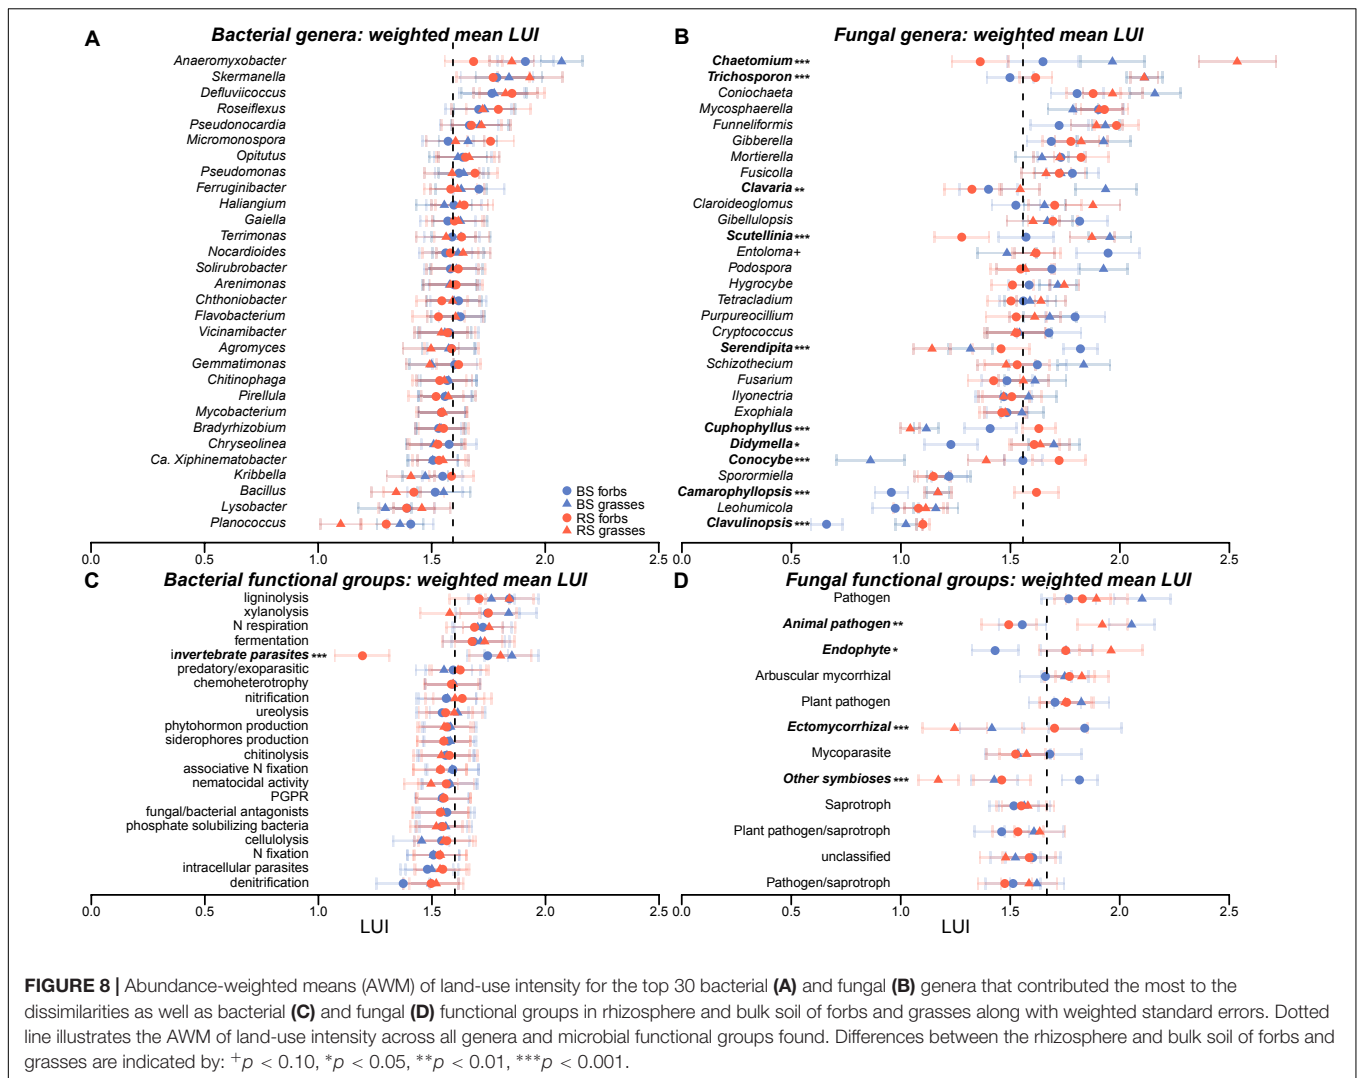 A
Bacterial genera: weighted mean LUI
Anaeromyxobacter
Skermanella
Defluviicoccus
Roseiflexus
Pseudonocardia
Micromonospora
Opitutus
Pseudomonas
Ferruginibacter
Haliangium
Gaiella
Terrimonas
Nocardioides
Solirubrobacter
Arenimonas
Chthoniobacter
Flavobacterium
Vicinamibacter
Agromyces
Gemmatimonas
Chitinophaga
Pirellula
Mycobacterium
Bradyrhizobium
Chryseolinea
Ca. Xiphinematobacter
Kribbella
Bacillus
Lysobacter
Planococcus
BS forbs
BS grasses
RS forbs
RS grasses
0.0 0.5 1.0 1.5 2.0 2.5
B
Fungal genera: weighted mean LUI
Chaetomium ***
Trichosporon ***
Coniochaeta
Mycosphaerella
Funneliformis
Gibberella
Mortierella
Fusicolla
Clavaria **
Claroideoglomus
Gibellulopsis
Scutellinia ***
Entoloma+
Podospora
Hygrocybe
Tetracladium
Purpureocillium
Cryptococcus
Serendipita ***
Schizothecium
Fusarium
Ilyonectria
Exophiala
Cuphophyllus ***
Didymella *
Conocybe ***
Sporormiella
Camarophyllopsis ***
Leohumicola
Clavulinopsis ***
0.0 0.5 1.0 1.5 2.0 2.5
C
Bacterial functional groups: weighted mean LUI
ligninolysis
xylanolysis
N respiration
fermentation
invertebrate parasites ***
predatory/exoparasitic
chemoheterotrophy
nitrification
ureolysis
phytohormon production
siderophores production
chitinolysis
associative N fixation
nematocidal activity
PGPR
fungal/bacterial antagonists
phosphate solubilizing bacteria
cellulolysis
N fixation
intracellular parasites
denitrification
0.0 0.5 1.0 1.5 2.0 2.5
LUI
D
Fungal functional groups: weighted mean LUI
Pathogen
Animal pathogen **
Endophyte *
Arbuscular mycorrhizal
Plant pathogen
Ectomycorrhizal ***
Mycoparasite
Other symbioses ***
Saprotroph
Plant pathogen/saprotroph
unclassified
Pathogen/saprotroph
0.0 0.5 1.0 1.5 2.0 2.5
LUI
FIGURE 8 | Abundance-weighted means (AWM) of land-use intensity for the top 30 bacterial (A) and fungal (B) genera that contributed the most to the
dissimilarities as well as bacterial (C) and fungal (D) functional groups in rhizosphere and bulk soil of forbs and grasses along with weighted standard errors. Dotted
line illustrates the AWM of land-use intensity across all genera and microbial functional groups found. Differences between the rhizosphere and bulk soil of forbs and
grasses are indicated by: +p < 0.10, *p < 0.05, **p < 0.01, ***p < 0.001.